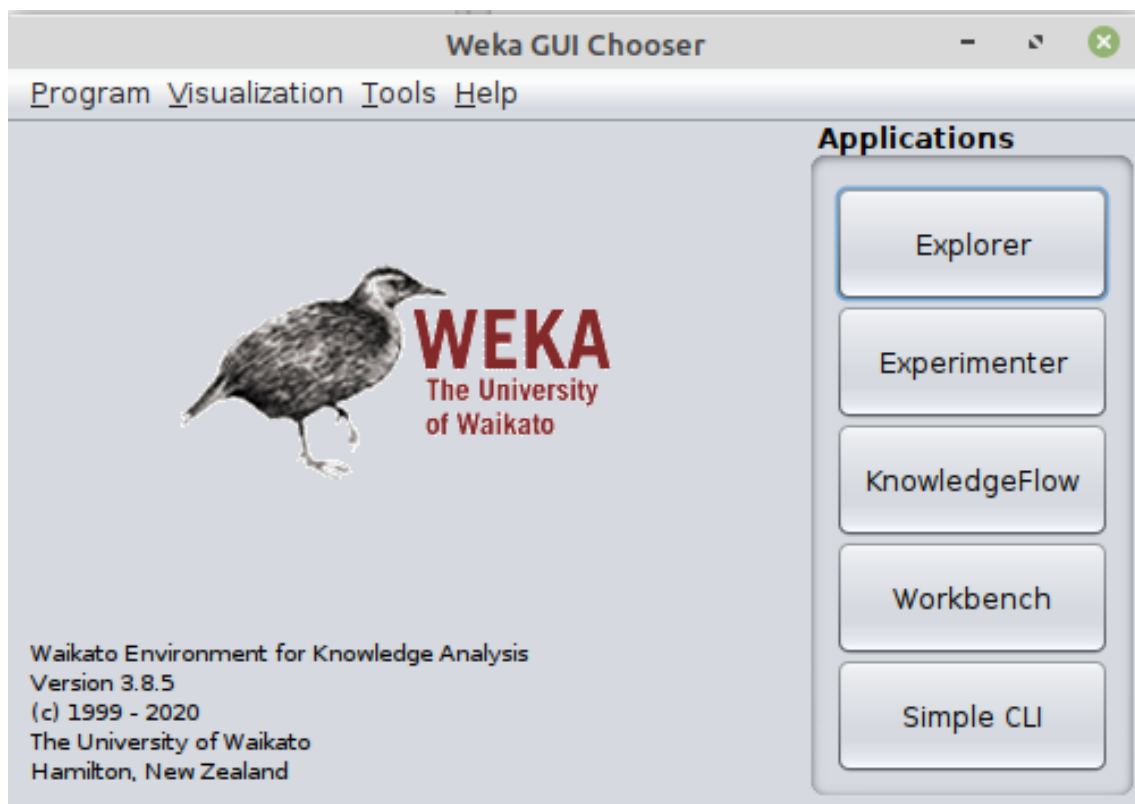 Weka GUI Chooser
Program Visualization Tools Help
Applications
Explorer
Experimenter
KnowledgeFlow
Workbench
Simple CLI
WEKA
The University
of Waikato
Waikato Environment for Knowledge Analysis
Version 3.8.5
(c) 1999 - 2020
The University of Waikato
Hamilton, New Zealand